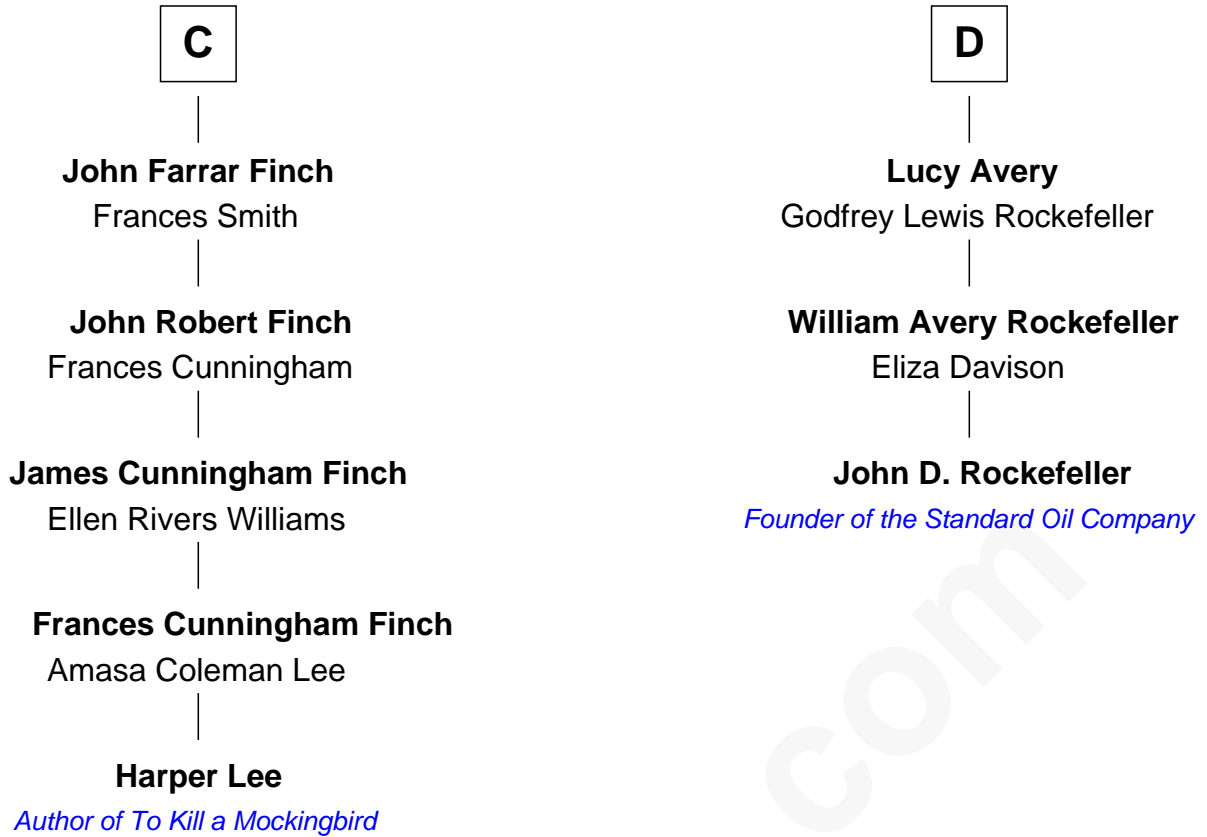 C
John Farrar Finch
Frances Smith
John Robert Finch
Frances Cunningham
James Cunningham Finch
Ellen Rivers Williams
Frances Cunningham Finch
Amasa Coleman Lee
Harper Lee
Author of To Kill a Mockingbird
D
Lucy Avery
Godfrey Lewis Rockefeller
William Avery Rockefeller
Eliza Davison
John D. Rockefeller
Founder of the Standard Oil Company
com